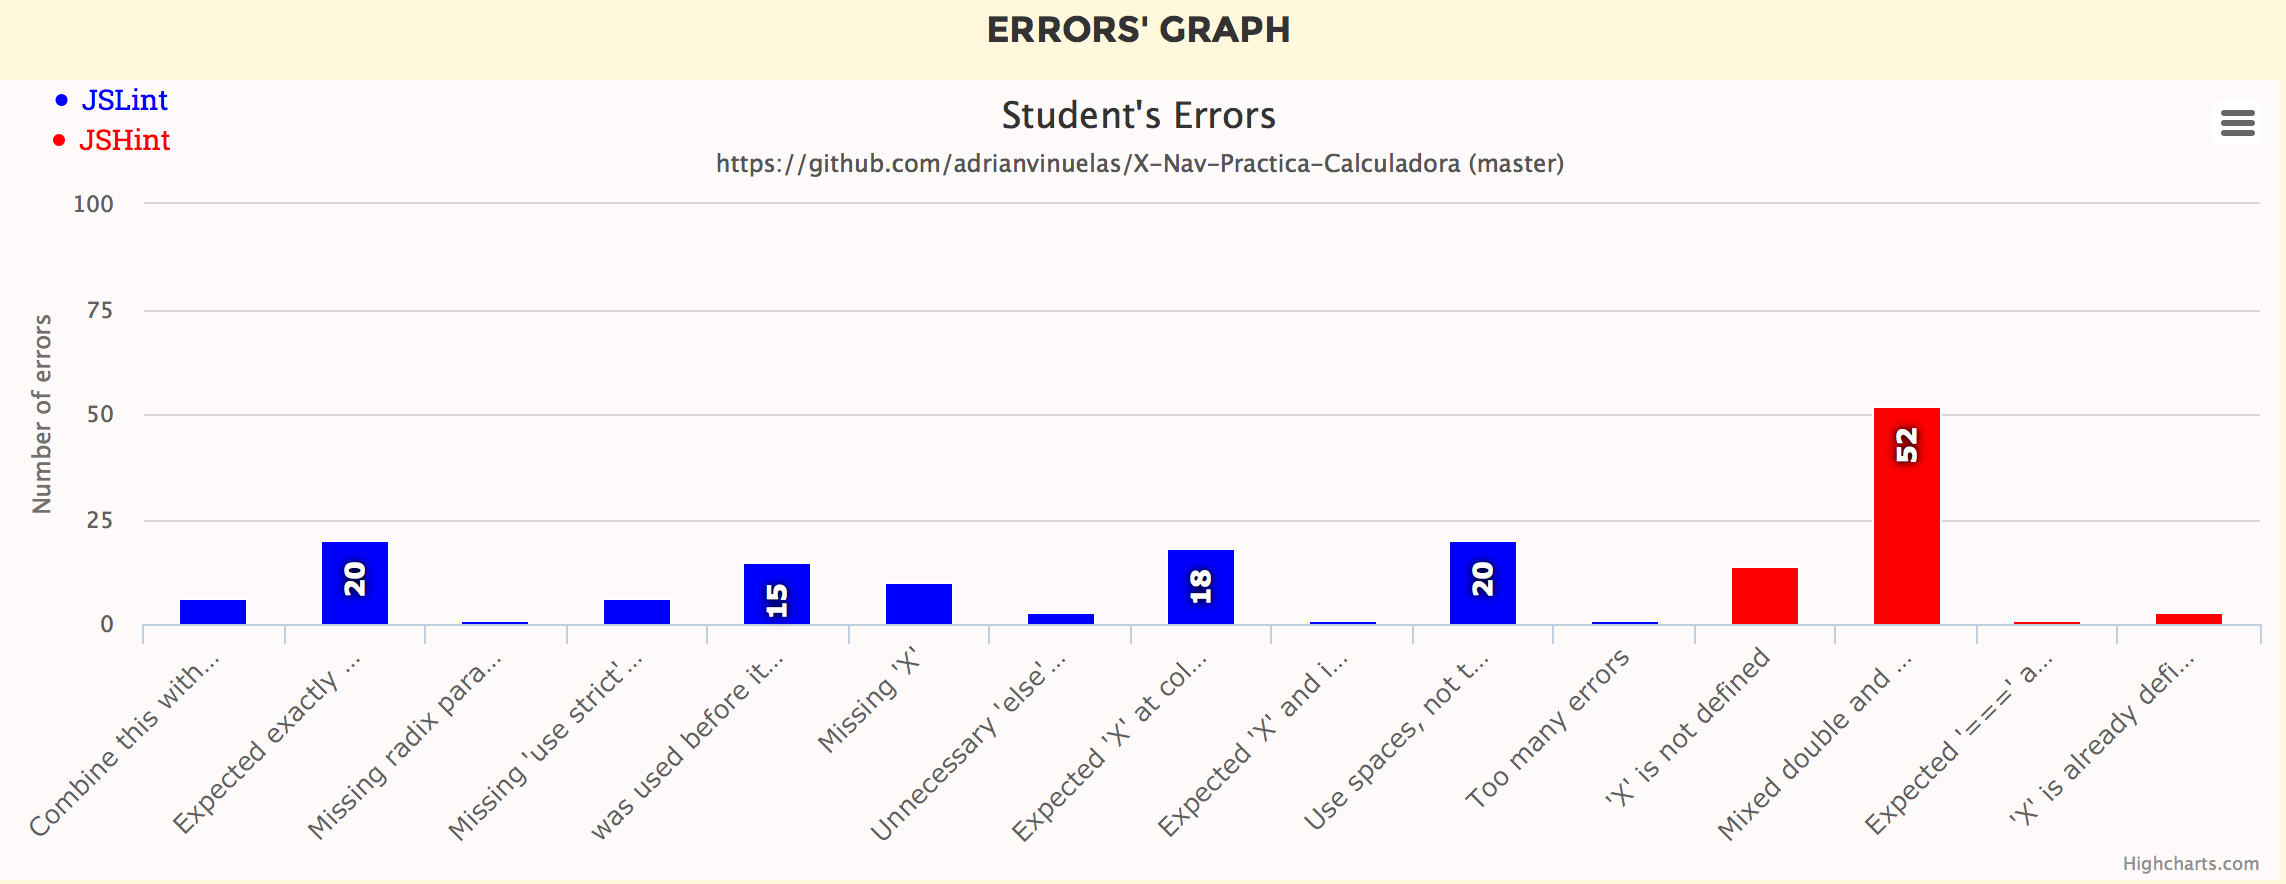 ERRORS' GRAPH
• JSLint
• JSHint
Student's Errors
https://github.com/adrianvinuelas/X-Nav-Practica-Calculadora (master)
Number of errors
100
75
50
25
0
20
15
18
20
52
Combine this with...
Expected exactly ...
Missing radix para...
Missing 'use strict'...
was used before it...
Missing 'X'
Unnecessary 'else'...
Expected 'X' at col...
Expected 'X' and i...
Use spaces, not t...
Too many errors
'X' is not defined
Mixed double and ...
Expected '===' a...
'X' is already defi...
Highcharts.com